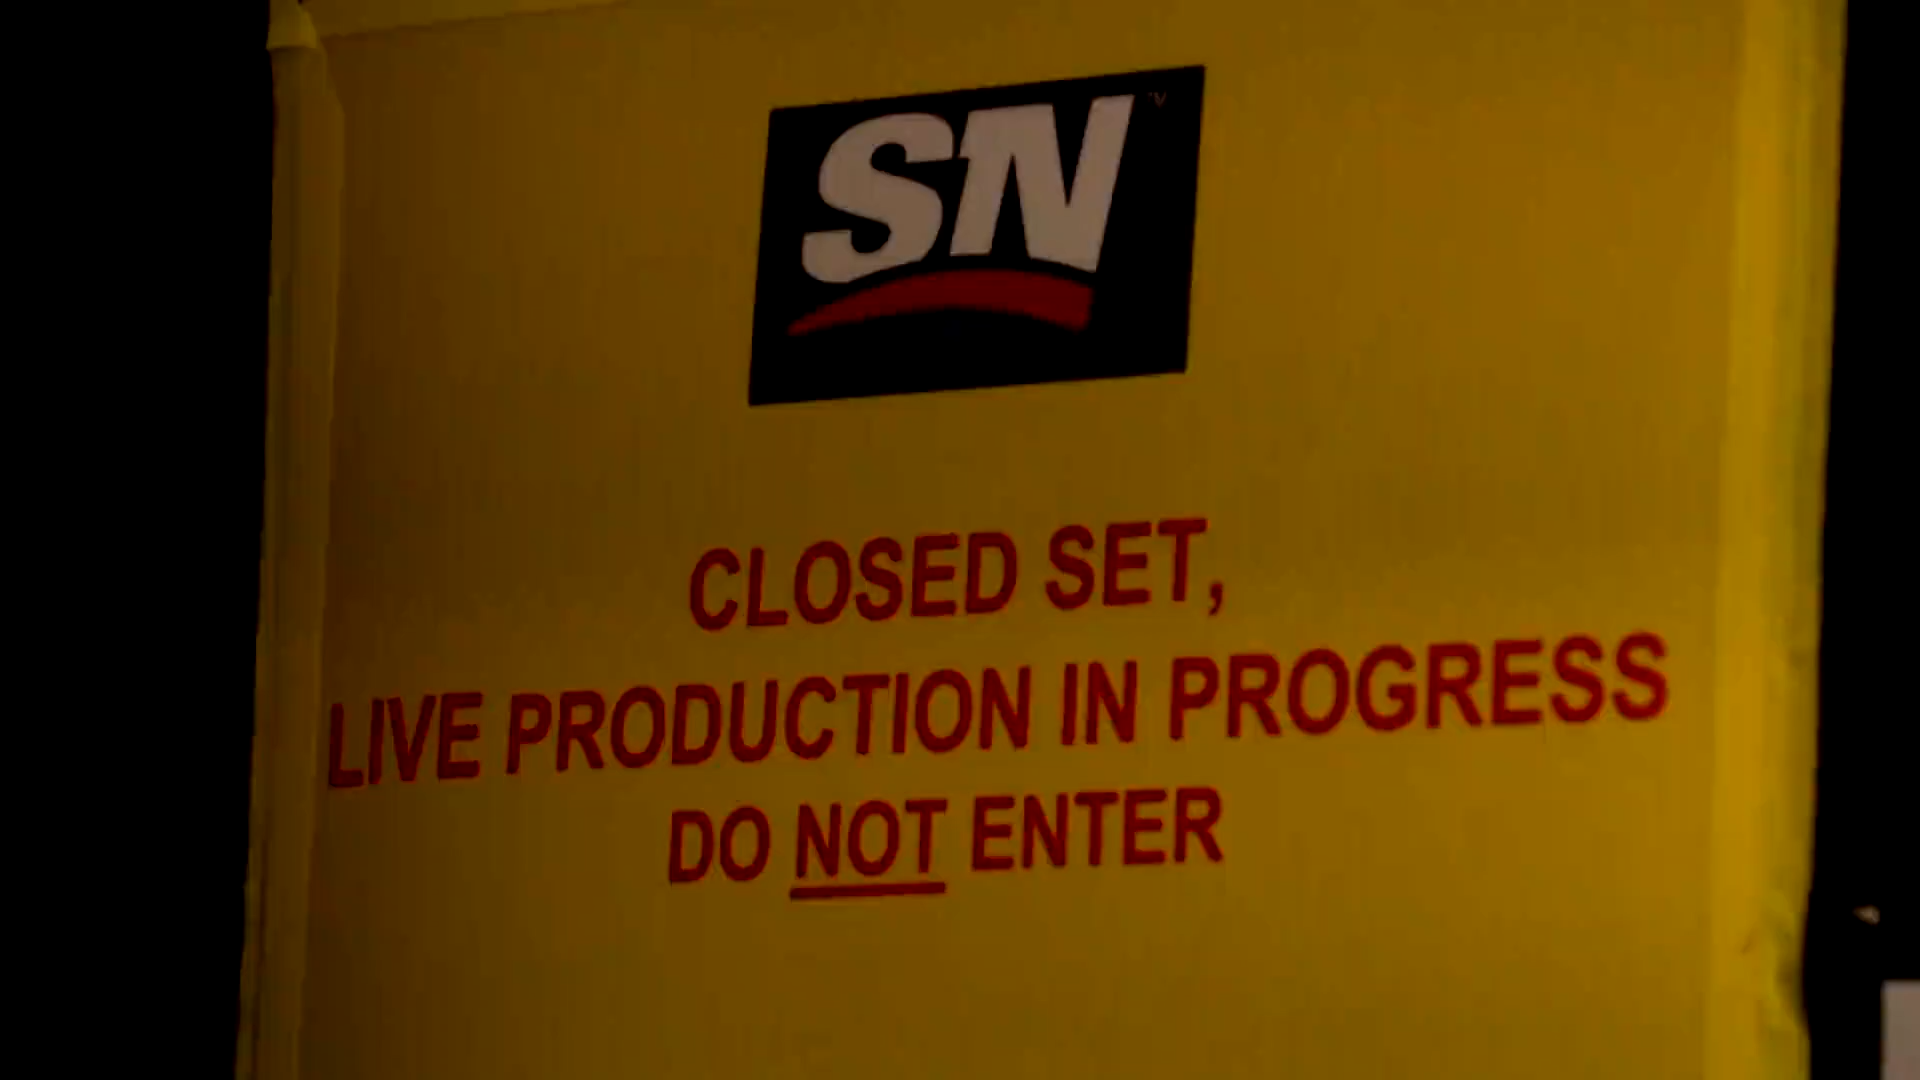 SN
CLOSED SET,
LIVE PRODUCTION IN PROGRESS
DO NOT ENTER